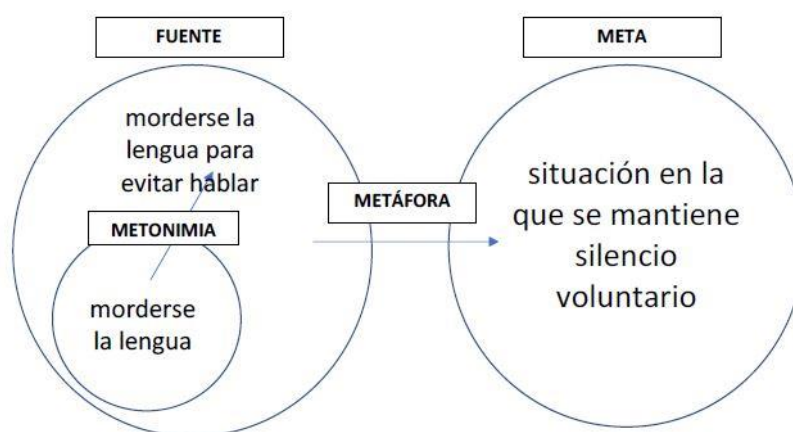 FUENTE
META
morderse la
lengua para
evitar hablar
METONIMIA
morderse
la lengua
METÁFORA
situación en la
que se mantiene
silencio
voluntario